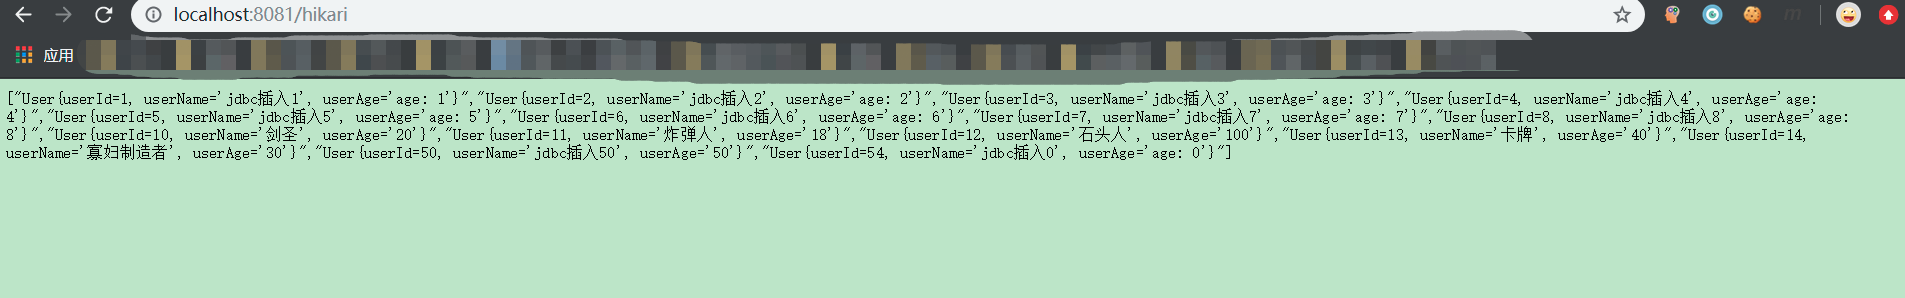 localhost:8081/hikari
应用
["User{userId=1, userName='jdbc插入1', userAge='age: 1'}","User{userId=2, userName='jdbc插入2', userAge='age: 2'}","User{userId=3, userName='jdbc插入3', userAge='age: 3'}","User{userId=4, userName='jdbc插入4', userAge='age:
4'}","User{userId=5, userName='jdbc插入5', userAge='age: 5'}","User{userId=6, userName='jdbc插入6', userAge='age: 6'}","User{userId=7, userName='jdbc插入7', userAge='age: 7'}","User{userId=8, userName='jdbc插入8', userAge='age:
8'}","User{userId=10, userName='剑圣', userAge='20'}","User{userId=11, userName='炸弹人', userAge='18'}","User{userId=12, userName='石头人', userAge='100'}","User{userId=13, userName='卡牌', userAge='40'}","User{userId=14,
userName='寡妇制造者', userAge='30'}","User{userId=50, userName='jdbc插入50', userAge='50'}","User{userId=54, userName='jdbc插入0', userAge='age: 0'}"]